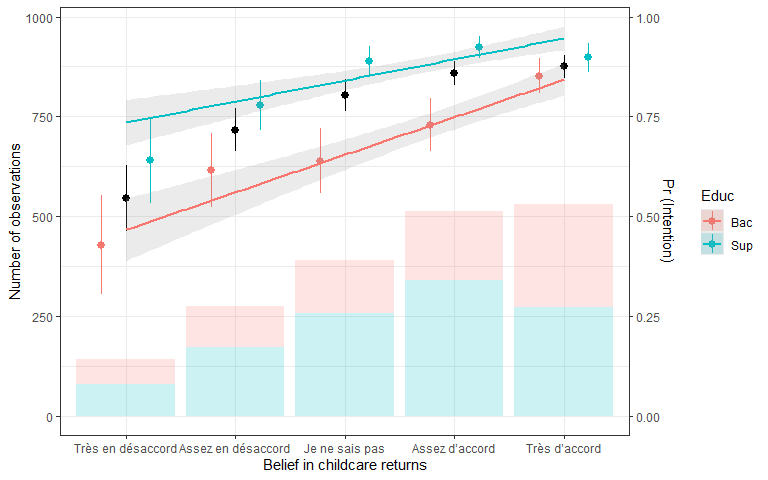 1000
750
500
250
0
Number of observations
1.00
0.75
0.50
0.25
0.00
Pr (Intention)
Educ
Bac
Sup
Très en désaccord Assez en désaccord Je ne sais pas Assez d'accord Très d'accord
Belief in childcare returns